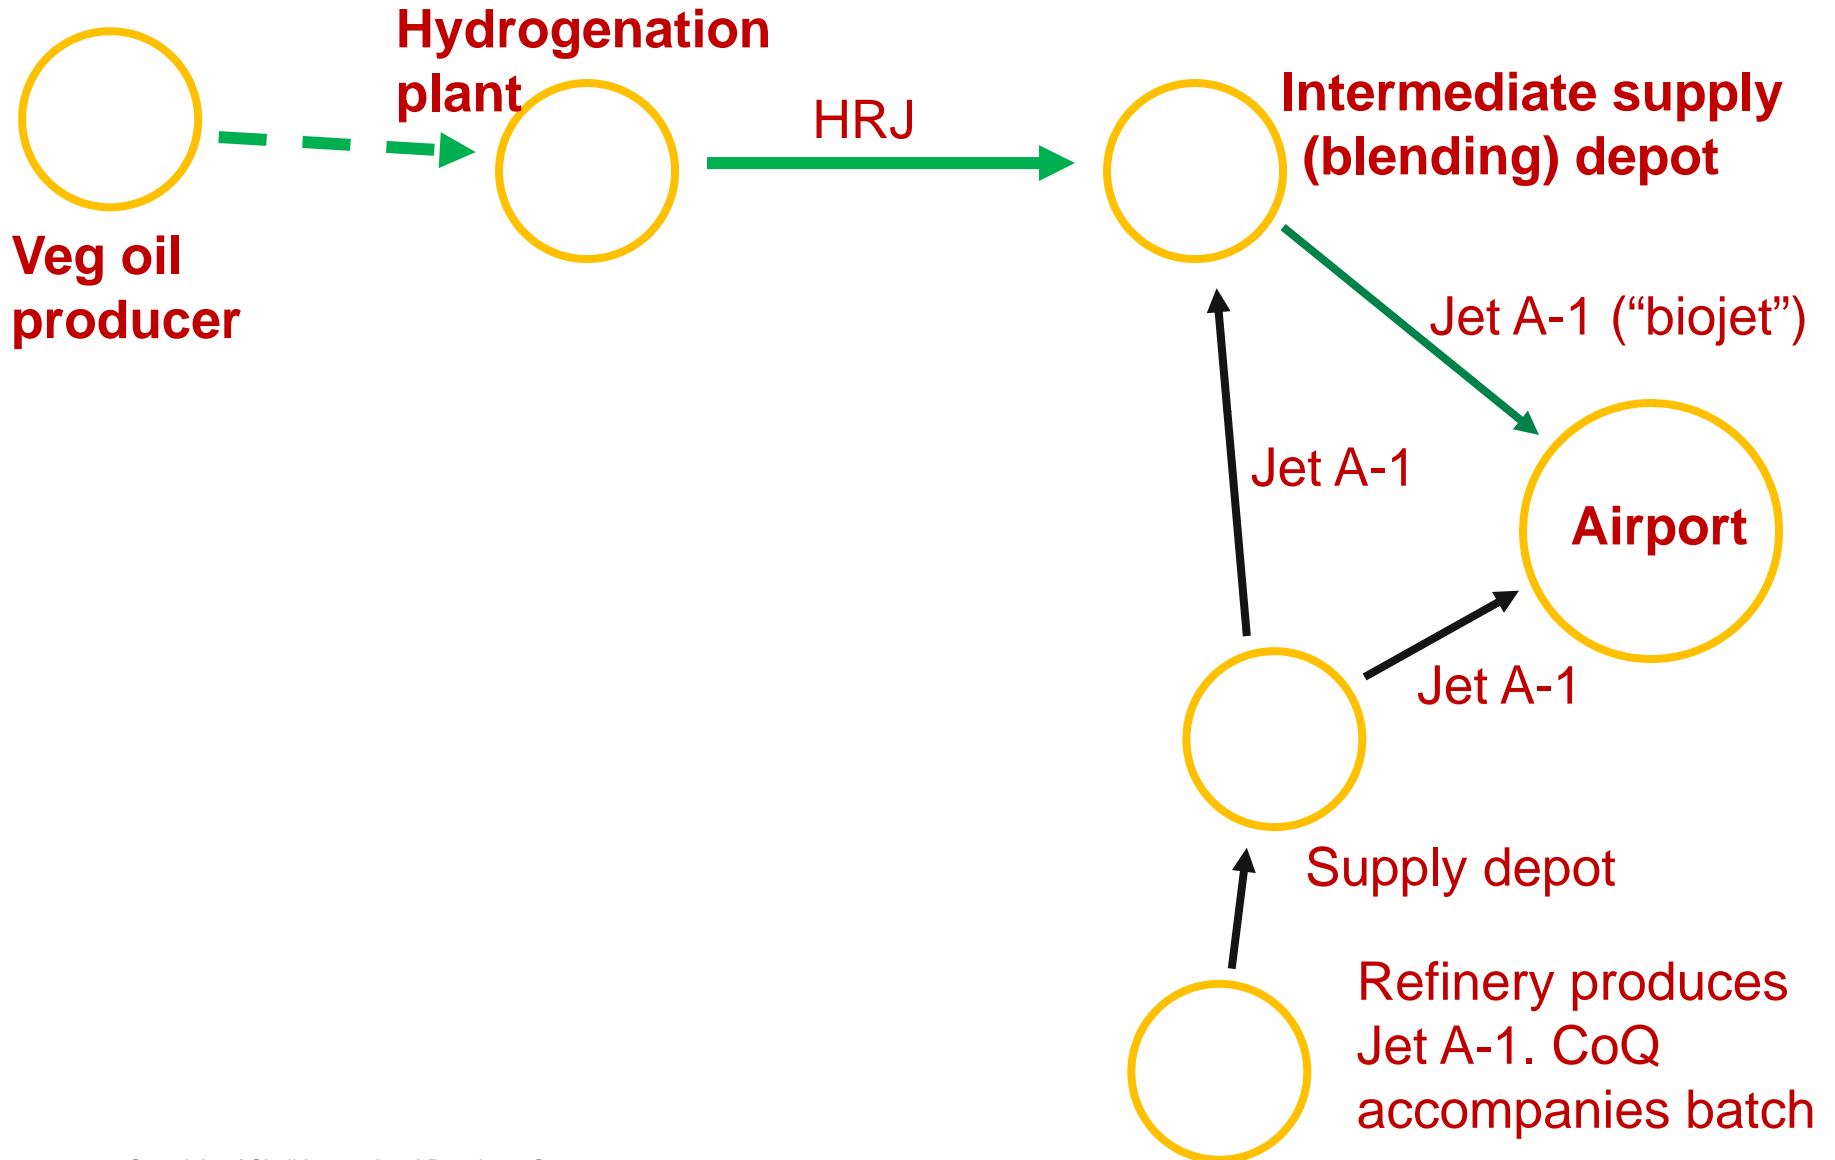 Hydrogenation
plant
HRJ
Intermediate supply
(blending) depot
Veg oil
producer
Jet A-1 (“biojet”)
Jet A-1
Airport
Jet A-1
Supply depot
Refinery produces
Jet A-1. CoQ
accompanies batch